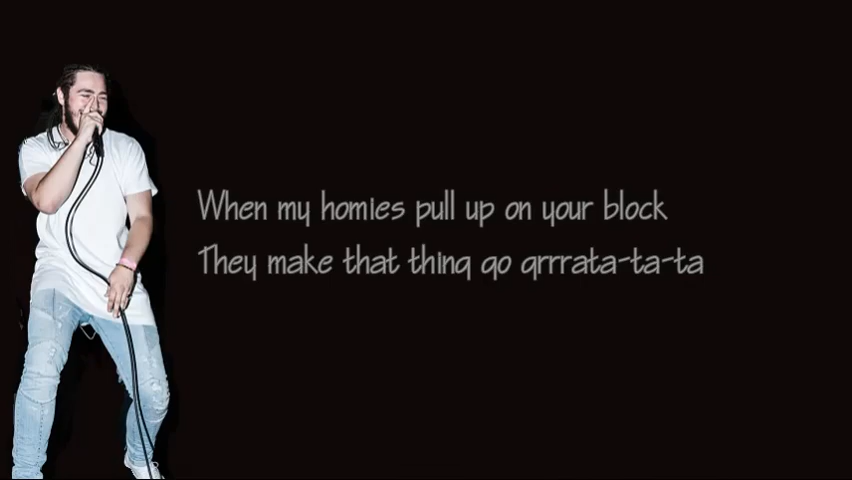 When my homies pull up on your block
They make that thing go grrrata-ta-ta